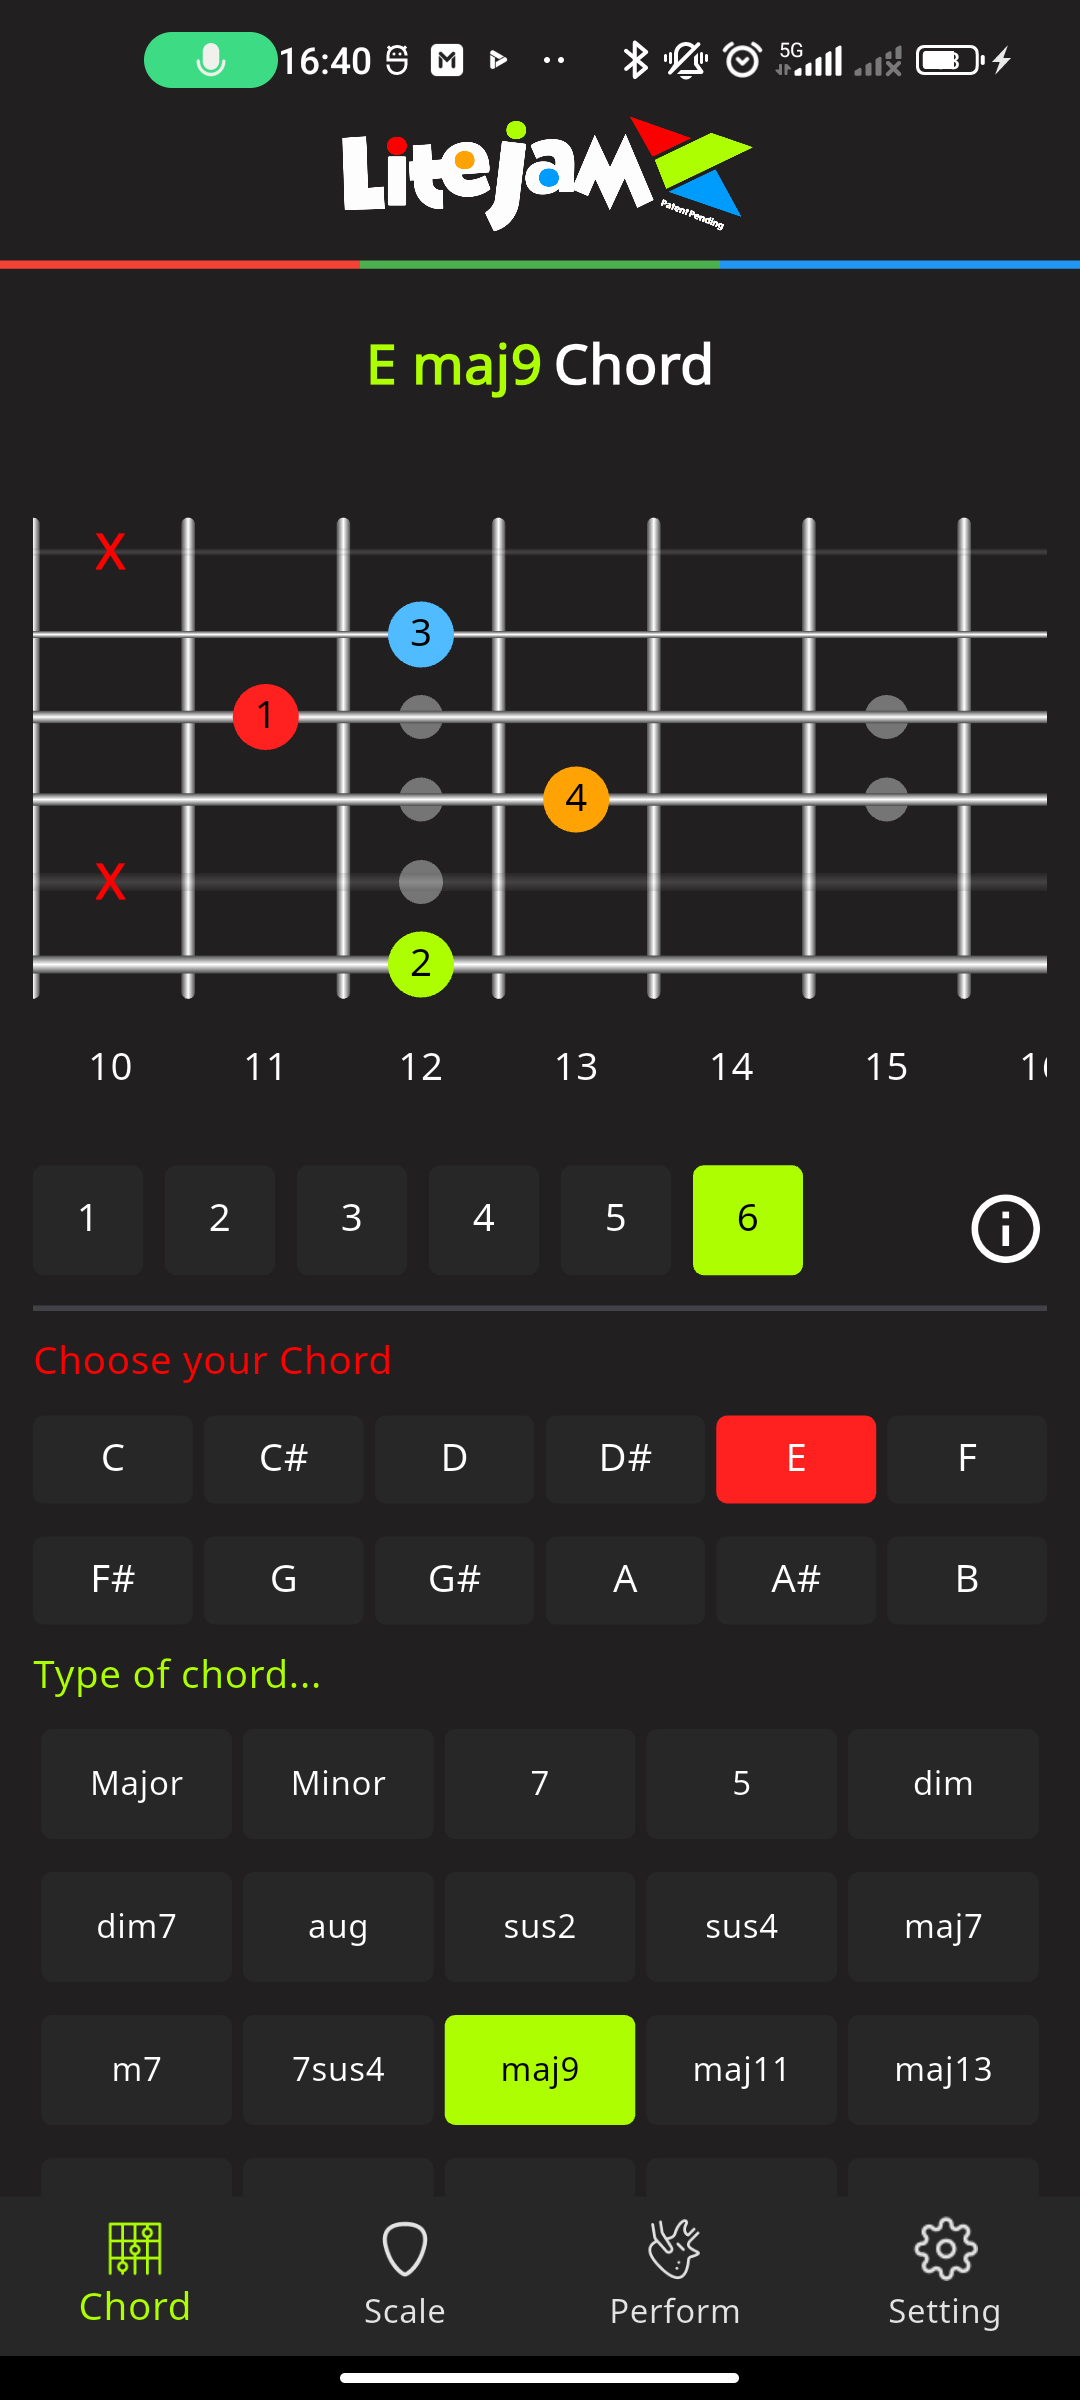 16:40
5G
Litejam
Patent Pending
E maj9 Chord
X
3
1
4
X
2
10 11 12 13 14 15
1 2 3 4 5 6
Choose your Chord
C C# D D# E F
F# G G# A A# B
Type of chord...
Major Minor 7 5 dim
dim7 aug sus2 sus4 maj7
m7 7sus4 maj9 maj11 maj13
Chord Scale Perform Setting